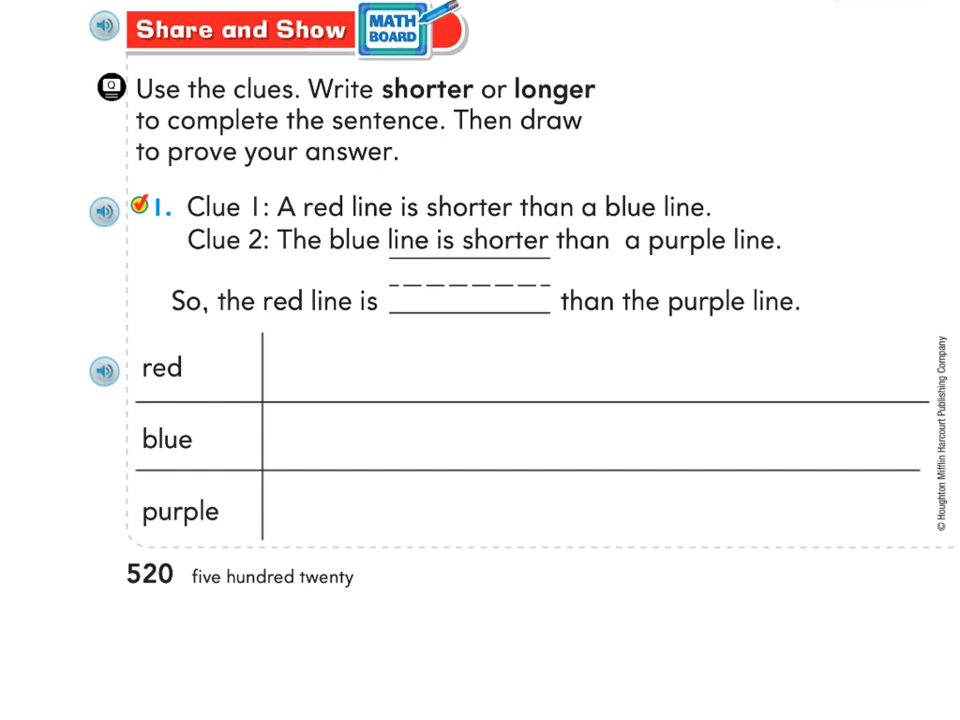 Share and Show
MATH
BOARD
Q
Use the clues. Write shorter or longer
to complete the sentence. Then draw
to prove your answer.
1. Clue 1: A red line is shorter than a blue line.
Clue 2: The blue line is shorter than a purple line.
So, the red line is ________ than the purple line.
red
blue
purple
520 five hundred twenty
© Houghton Mifflin Harcourt Publishing Company